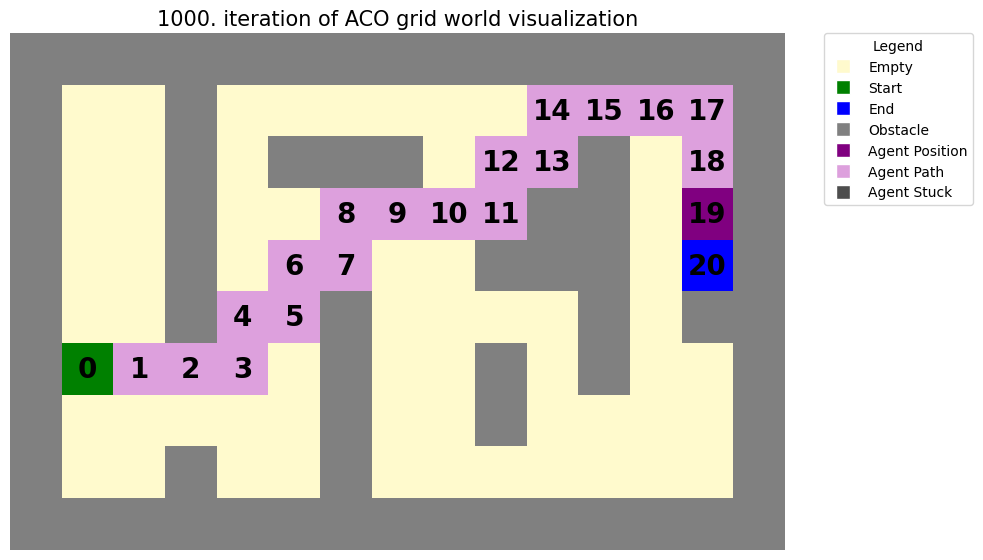 1000. iteration of ACO grid world visualization
Legend
Empty
Start
End
Obstacle
Agent Position
Agent Path
Agent Stuck
14 15 16 17
12 13 18
8 9 10 11 19
6 7 20
4 5
0 1 2 3